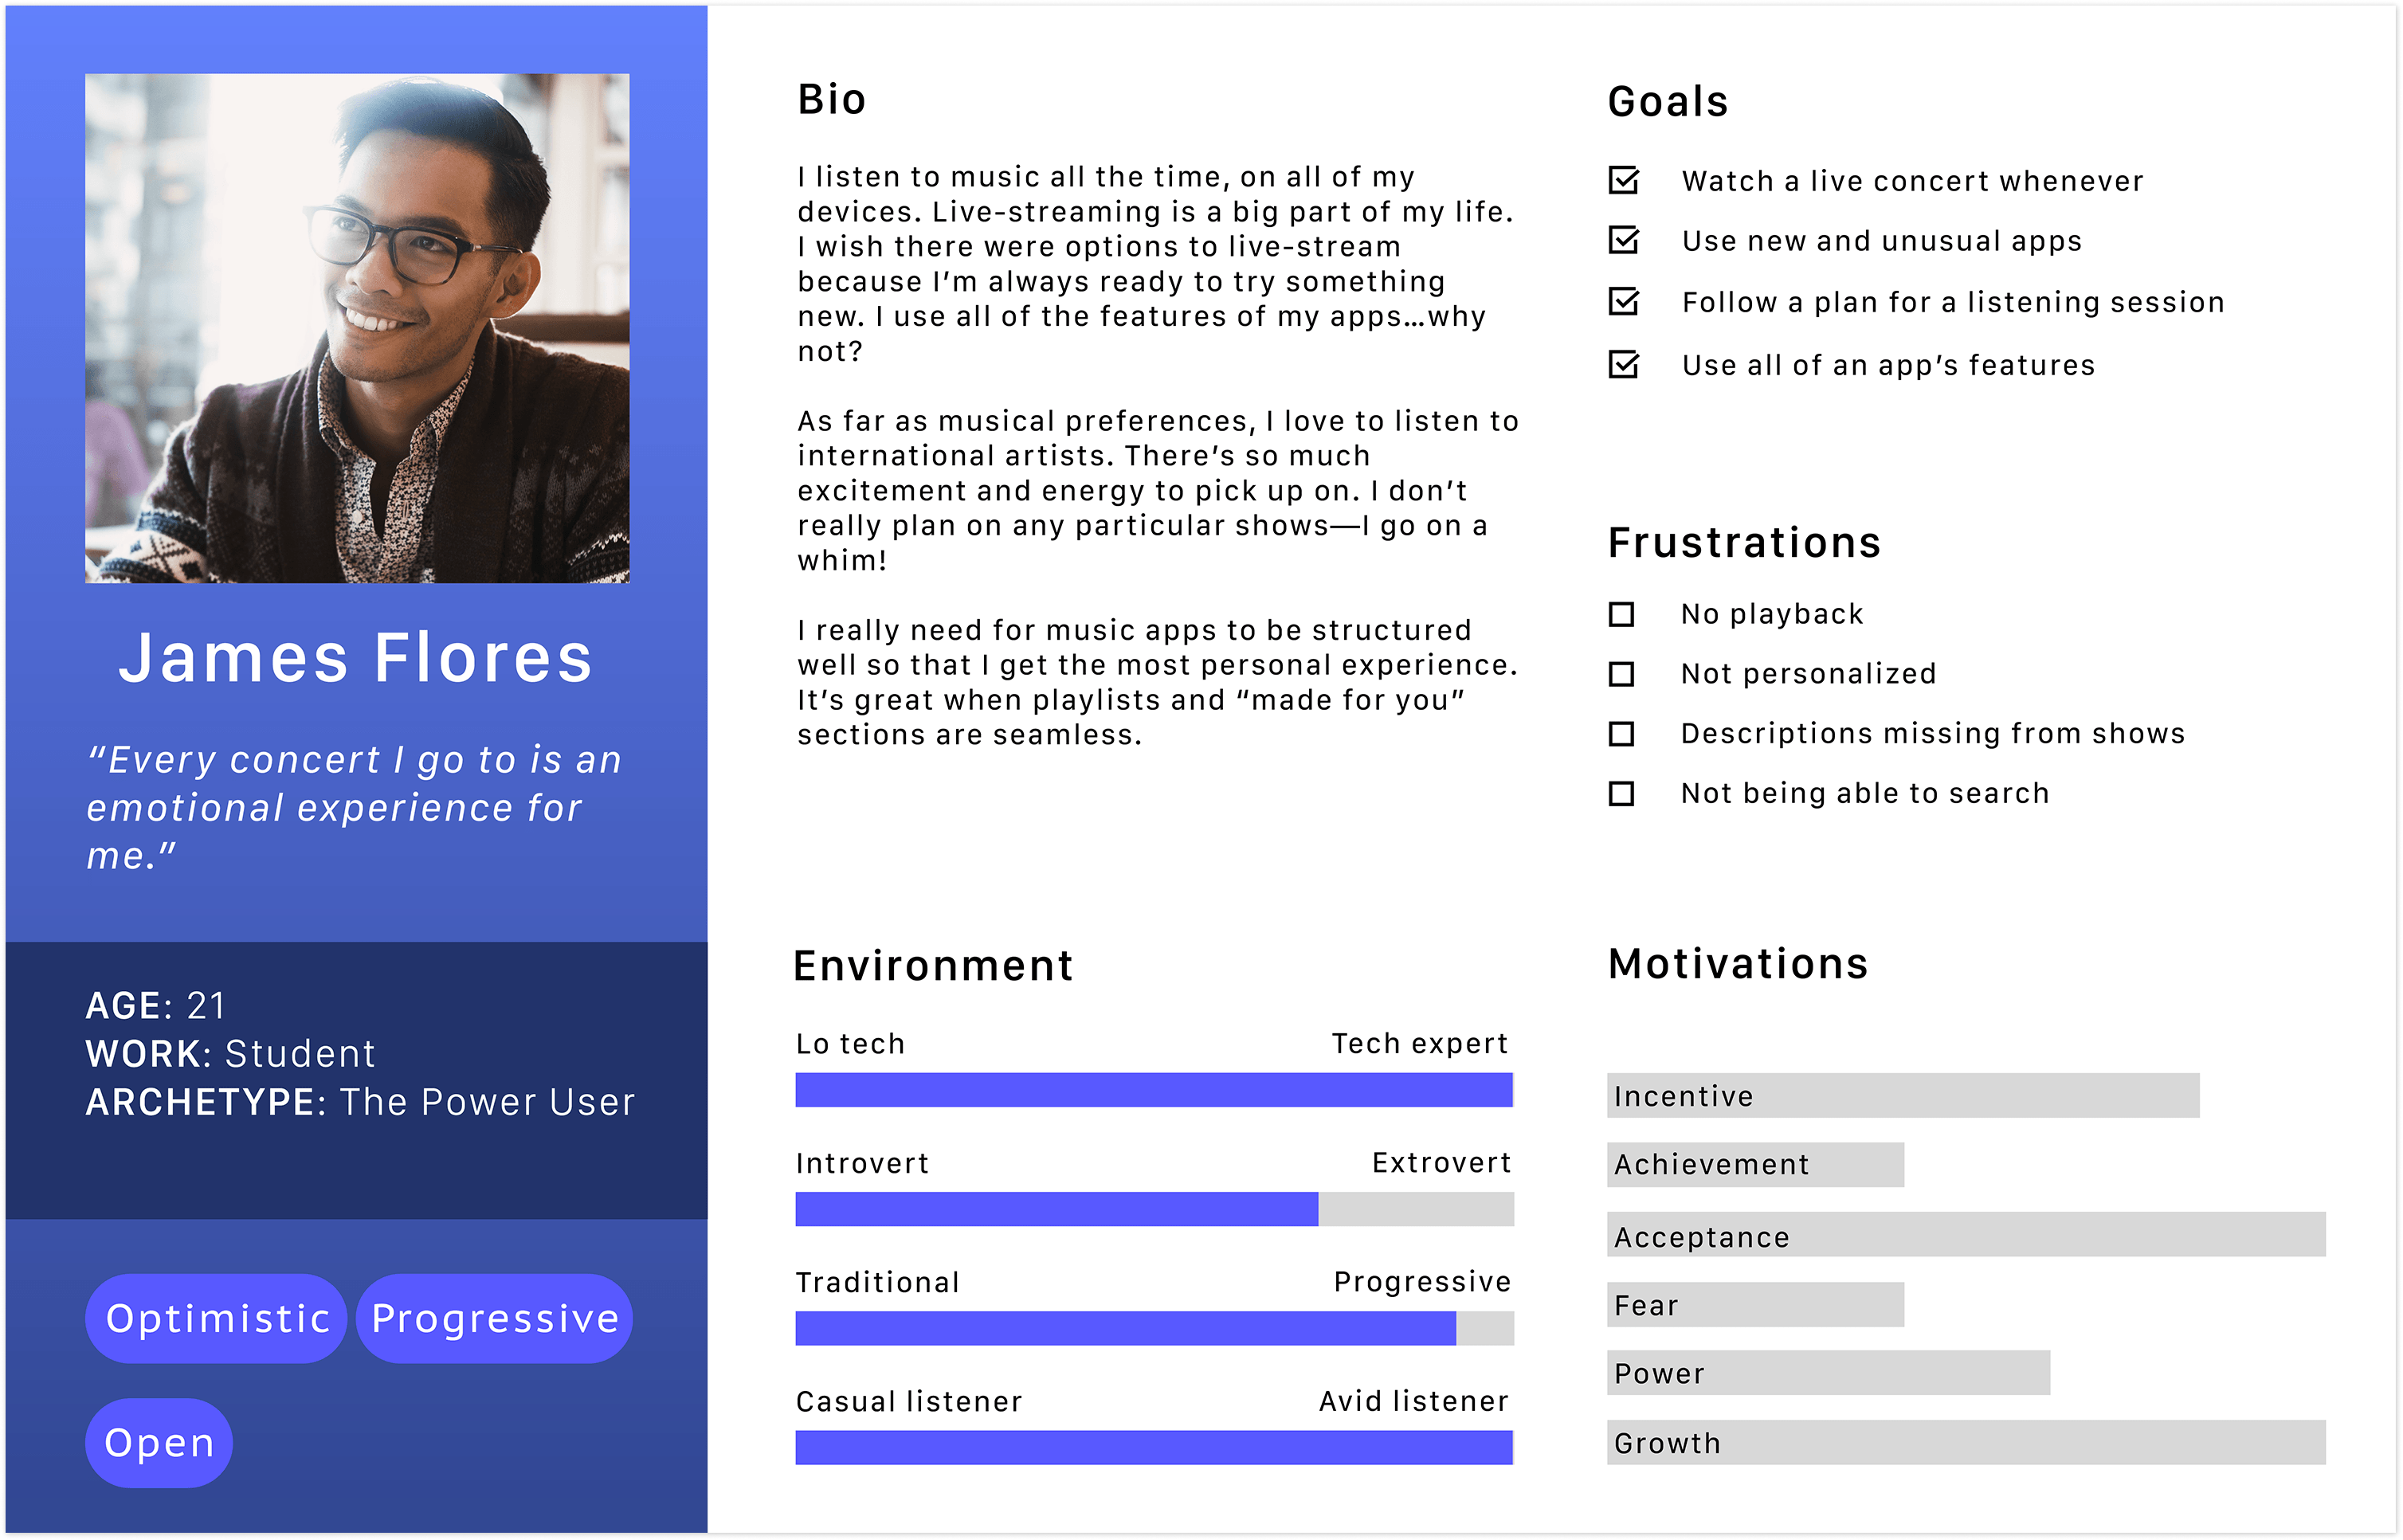 James Flores
“Every concert I go to is an
emotional experience for
me.”
AGE: 21
WORK: Student
ARCHETYPE: The Power User
Optimistic
Progressive
Open
Bio
I listen to music all the time, on all of my
devices. Live-streaming is a big part of my life.
I wish there were options to live-stream
because I’m always ready to try something
new. I use all of the features of my apps...why
not?
As far as musical preferences, I love to listen to
international artists. There’s so much
excitement and energy to pick up on. I don’t
really plan on any particular shows—I go on a
whim!
I really need for music apps to be structured
well so that I get the most personal experience.
It’s great when playlists and “made for you”
sections are seamless.
Environment
Lo tech
Tech expert
Introvert
Extrovert
Traditional
Progressive
Casual listener
Avid listener
Goals
Watch a live concert whenever
Use new and unusual apps
Follow a plan for a listening session
Use all of an app’s features
Frustrations
No playback
Not personalized
Descriptions missing from shows
Not being able to search
Motivations
Incentive
Achievement
Acceptance
Fear
Power
Growth